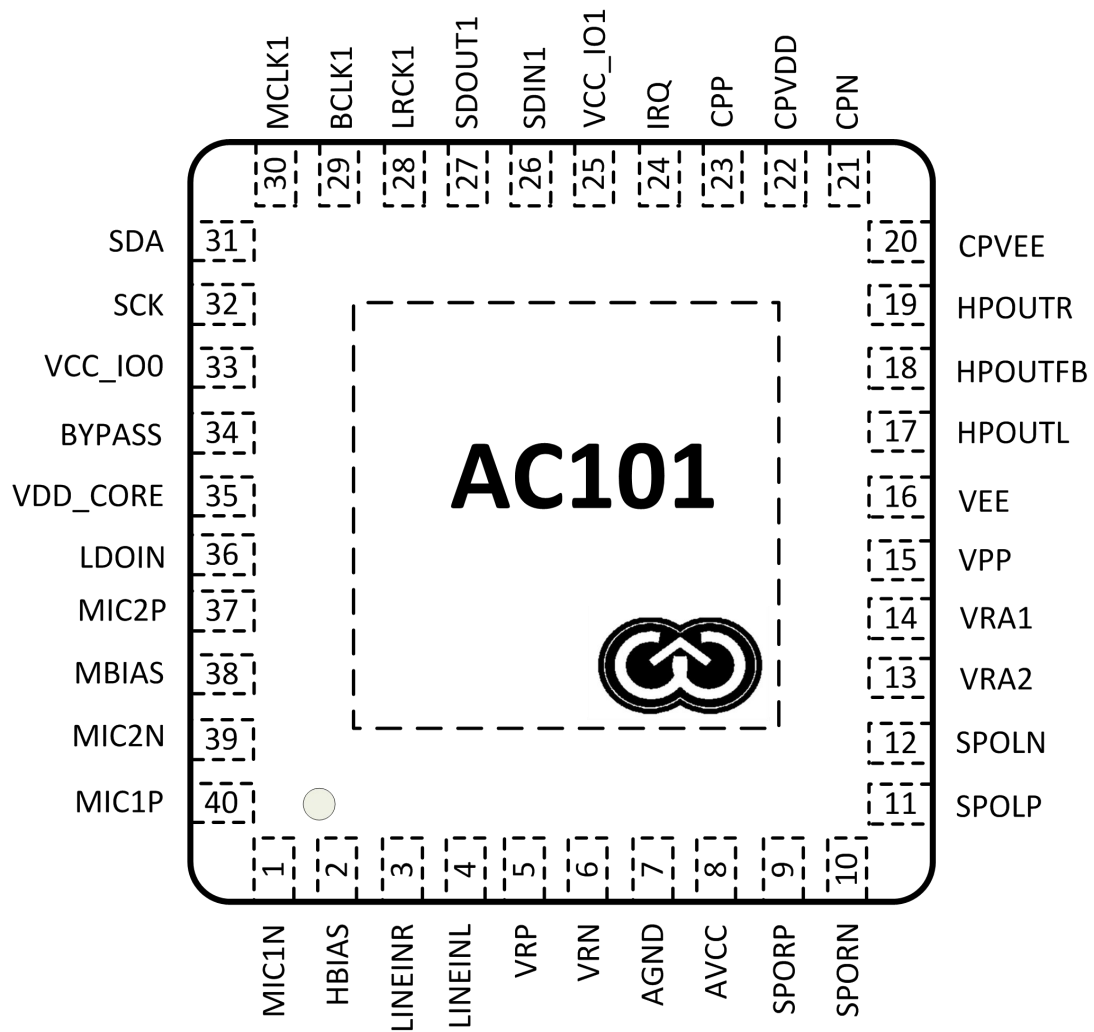 MCLK1 BCLK1 LRCK1 SDOUT1 SDIN1 VCC_IO1 IRQ CPP CPVDD CPN
30 29 28 27 26 25 24 23 22 21
SDA 31 20 CPVEE
SCK 32 19 HPOUTR
VCC_IO0 33 18 HPOUTFB
BYPASS 34 17 HPOUTL
AC101
VDD_CORE 35 16 VEE
LDOIN 36 15 VPP
MIC2P 37 14 VRA1
MBIAS 38 13 VRA2
MIC2N 39 12 SPOLN
MIC1P 40 11 SPOLP
1 2 3 4 5 6 7 8 9 10
MIC1N HBIAS LINEINR LINEINL VRP VRN AGND AVCC SPORP SPORN